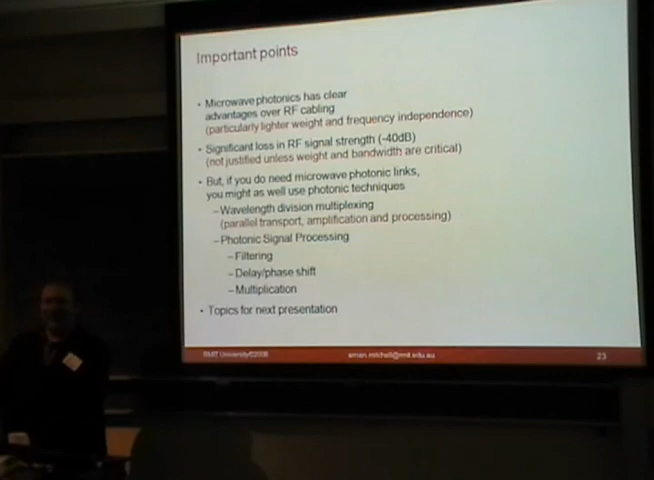 Important points
• Microwave photonics has clear
advantages over RF cabling
(particularly lighter weight and frequency independence)
• Significant loss in RF signal strength (-40dB)
(not justified unless weight and bandwidth are critical)
• But, if you do need microwave photonic links,
you might as well use photonic techniques
– Wavelength division multiplexing
(parallel transport, amplification and processing)
– Photonic Signal Processing
– Filtering
– Delay/phase shift
– Multiplication
• Topics for next presentation
RMIT University
23